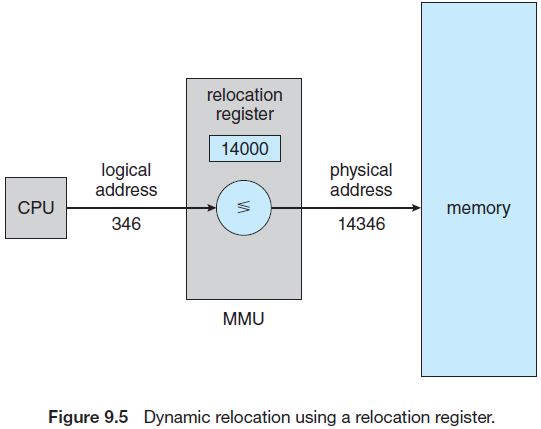 relocation
register
14000
logical
address
physical
address
CPU
≶
memory
346
14346
MMU
Figure 9.5 Dynamic relocation using a relocation register.